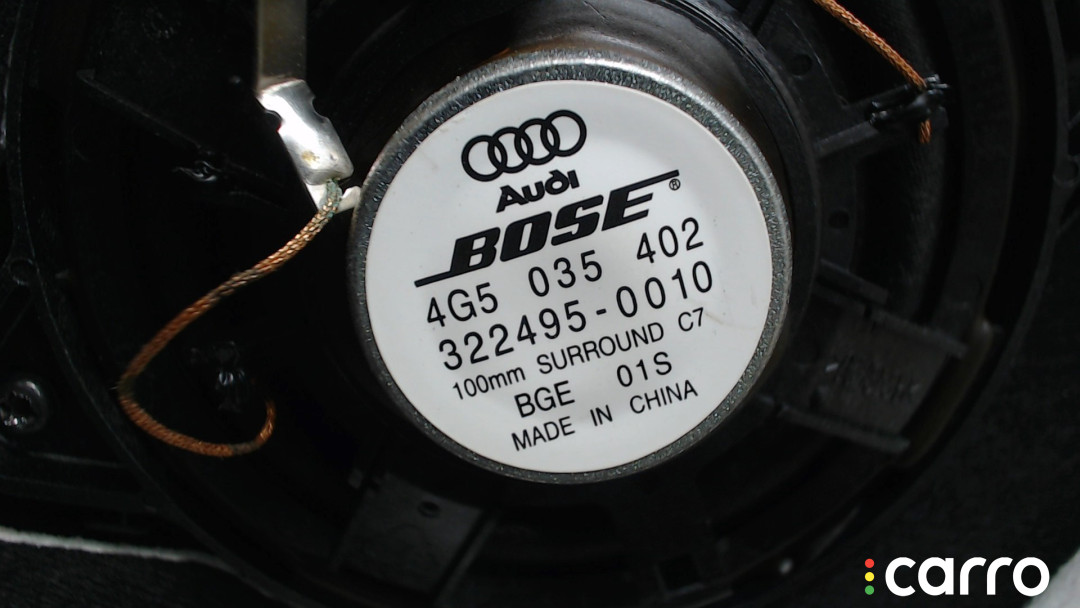 Audi
BOSE®
4G5 035 402
322495-0010
100mm SURROUND C7
BGE 01S
MADE IN CHINA
carro